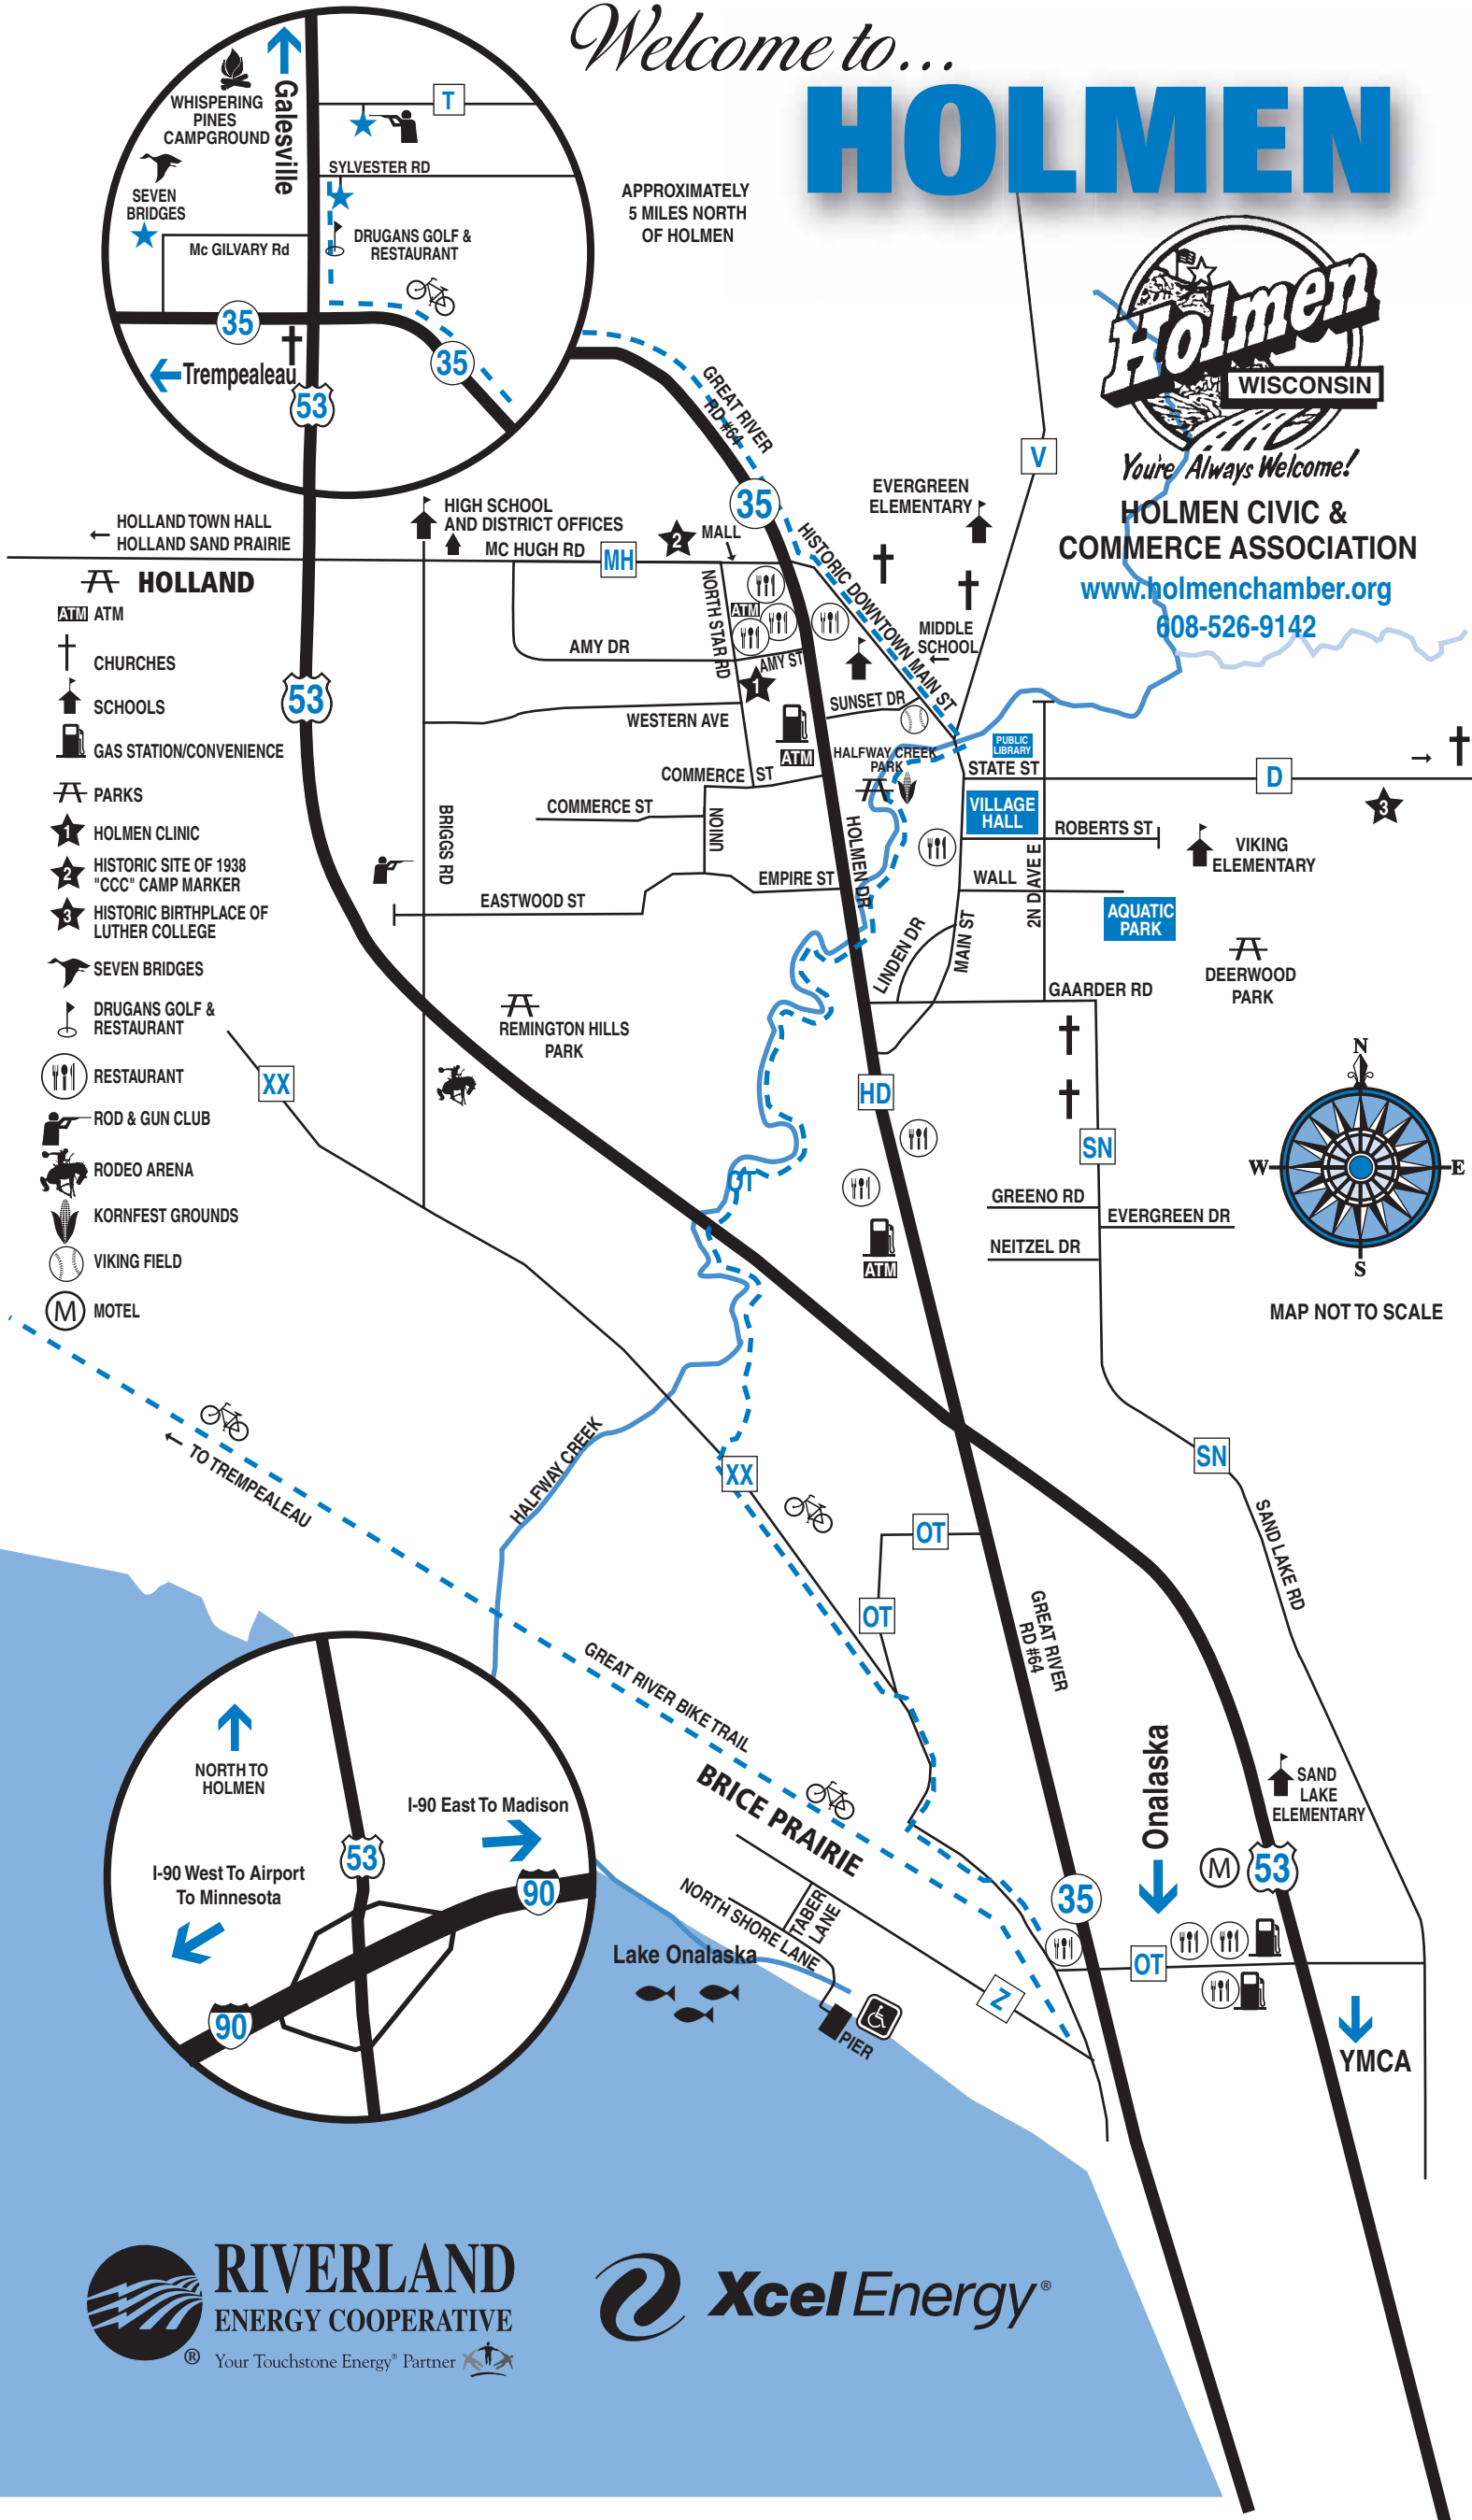 Welcome to...
HOLMEN
Galesville
WHISPERING
PINES
CAMPGROUND
T
SYLVESTER RD
SEVEN
BRIDGES
Mc GILVARY Rd
DRUGANS GOLF &
RESTAURANT
35
35
Trempealeau
53
APPROXIMATELY
5 MILES NORTH
OF HOLMEN
Holmen
WISCONSIN
You're Always Welcome!
HOLMEN CIVIC &
COMMERCE ASSOCIATION
www.holmenchamber.org
608-526-9142
GREAT RIVER
RD #64
35
V
EVERGREEN
ELEMENTARY
HOLLAND TOWN HALL
HOLLAND SAND PRAIRIE
HIGH SCHOOL
AND DISTRICT OFFICES
MC HUGH RD
MH
2
MALL
HISTORIC DOWNTOWN MAIN ST
HOLLAND
ATM ATM
CHURCHES
SCHOOLS
GAS STATION/CONVENIENCE
PARKS
1 HOLMEN CLINIC
2 HISTORIC SITE OF 1938
"CCC" CAMP MARKER
3 HISTORIC BIRTHPLACE OF
LUTHER COLLEGE
SEVEN BRIDGES
DRUGANS GOLF &
RESTAURANT
RESTAURANT
ROD & GUN CLUB
RODEO ARENA
KORNFEST GROUNDS
VIKING FIELD
M MOTEL
53
NORTH STAR RD
ATM
AMY DR
AMY ST
1
MIDDLE
SCHOOL
SUNSET DR
WESTERN AVE
ATM
HALFWAY CREEK
PARK
PUBLIC
LIBRARY
STATE ST
D
3
COMMERCE ST
COMMERCE ST
UNION
BRIGGS RD
HOLMEN DR
VILLAGE
HALL
ROBERTS ST
VIKING
ELEMENTARY
EMPIRE ST
WALL
2N D AVE E
EASTWOOD ST
AQUATIC
PARK
LINDEN DR
MAIN ST
DEERWOOD
PARK
GAARDER RD
REMINGTON HILLS
PARK
XX
HD
SN
OT
GREENO RD
EVERGREEN DR
NEITZEL DR
ATM
N
W
E
S
MAP NOT TO SCALE
TO TREMPEALEAU
HALFWAY CREEK
XX
SN
OT
OT
SAND LAKE RD
GREAT RIVER
RD #64
GREAT RIVER BIKE TRAIL
BRICE PRAIRIE
Onalaska
SAND
LAKE
ELEMENTARY
M
53
35
OT
NORTH TO
HOLMEN
I-90 East To Madison
53
I-90 West To Airport
To Minnesota
90
90
TABER
LANE
NORTH SHORE LANE
Lake Onalaska
Z
PIER
YMCA
RIVERLAND
ENERGY COOPERATIVE
® Your Touchstone Energy® Partner
Xcel Energy®